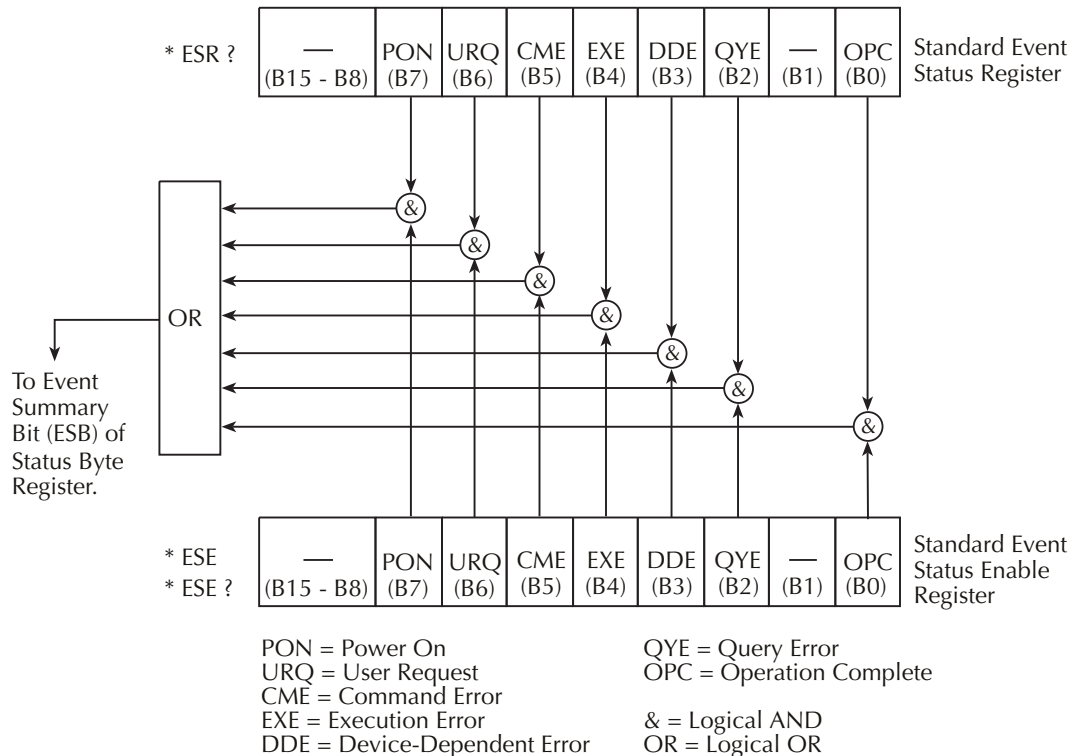 * ESR ?
— PON URQ CME EXE DDE QYE — OPC
(B15 - B8) (B7) (B6) (B5) (B4) (B3) (B2) (B1) (B0)
Standard Event
Status Register
&
&
&
&
&
&
&
OR
To Event
Summary
Bit (ESB) of
Status Byte
Register.
* ESE
* ESE ?
— PON URQ CME EXE DDE QYE — OPC
(B15 - B8) (B7) (B6) (B5) (B4) (B3) (B2) (B1) (B0)
Standard Event
Status Enable
Register
PON = Power On
URQ = User Request
CME = Command Error
EXE = Execution Error
DDE = Device-Dependent Error
QYE = Query Error
OPC = Operation Complete
& = Logical AND
OR = Logical OR